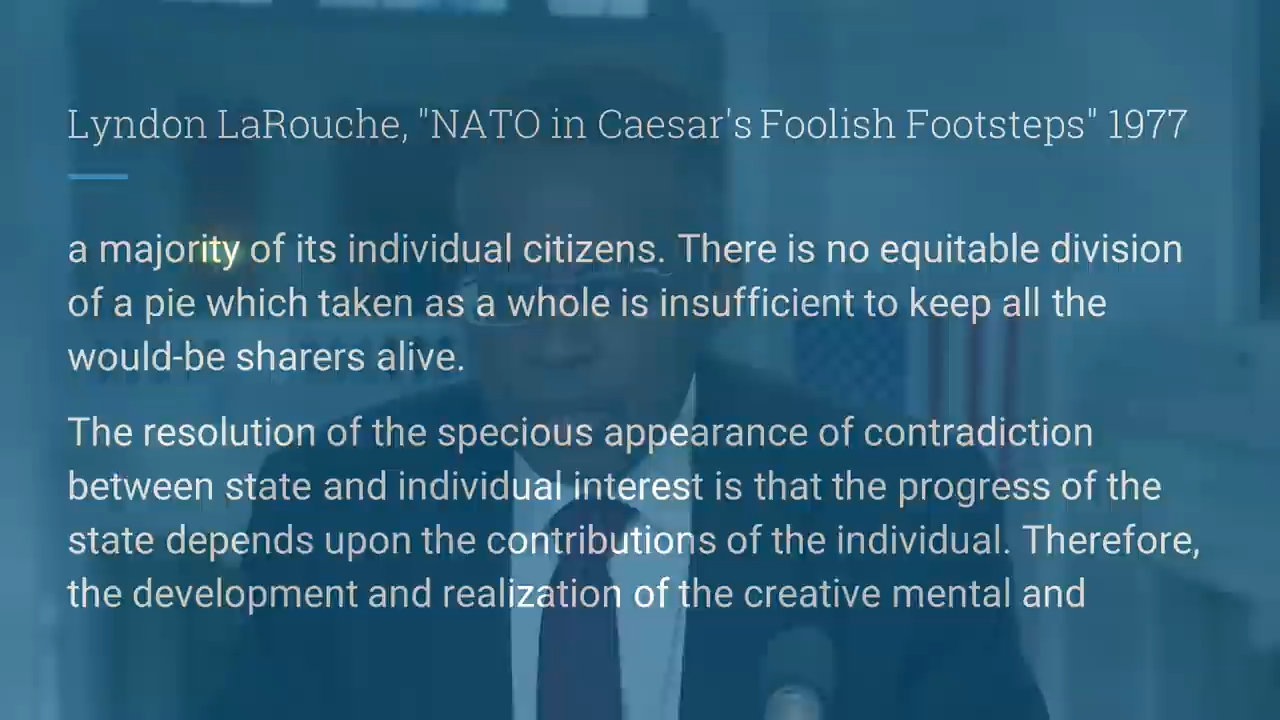 Lyndon LaRouche, "NATO in Caesar's Foolish Footsteps" 1977
a majority of its individual citizens. There is no equitable division
of a pie which taken as a whole is insufficient to keep all the
would-be sharers alive.
The resolution of the specious appearance of contradiction
between state and individual interest is that the progress of the
state depends upon the contributions of the individual. Therefore,
the development and realization of the creative mental and